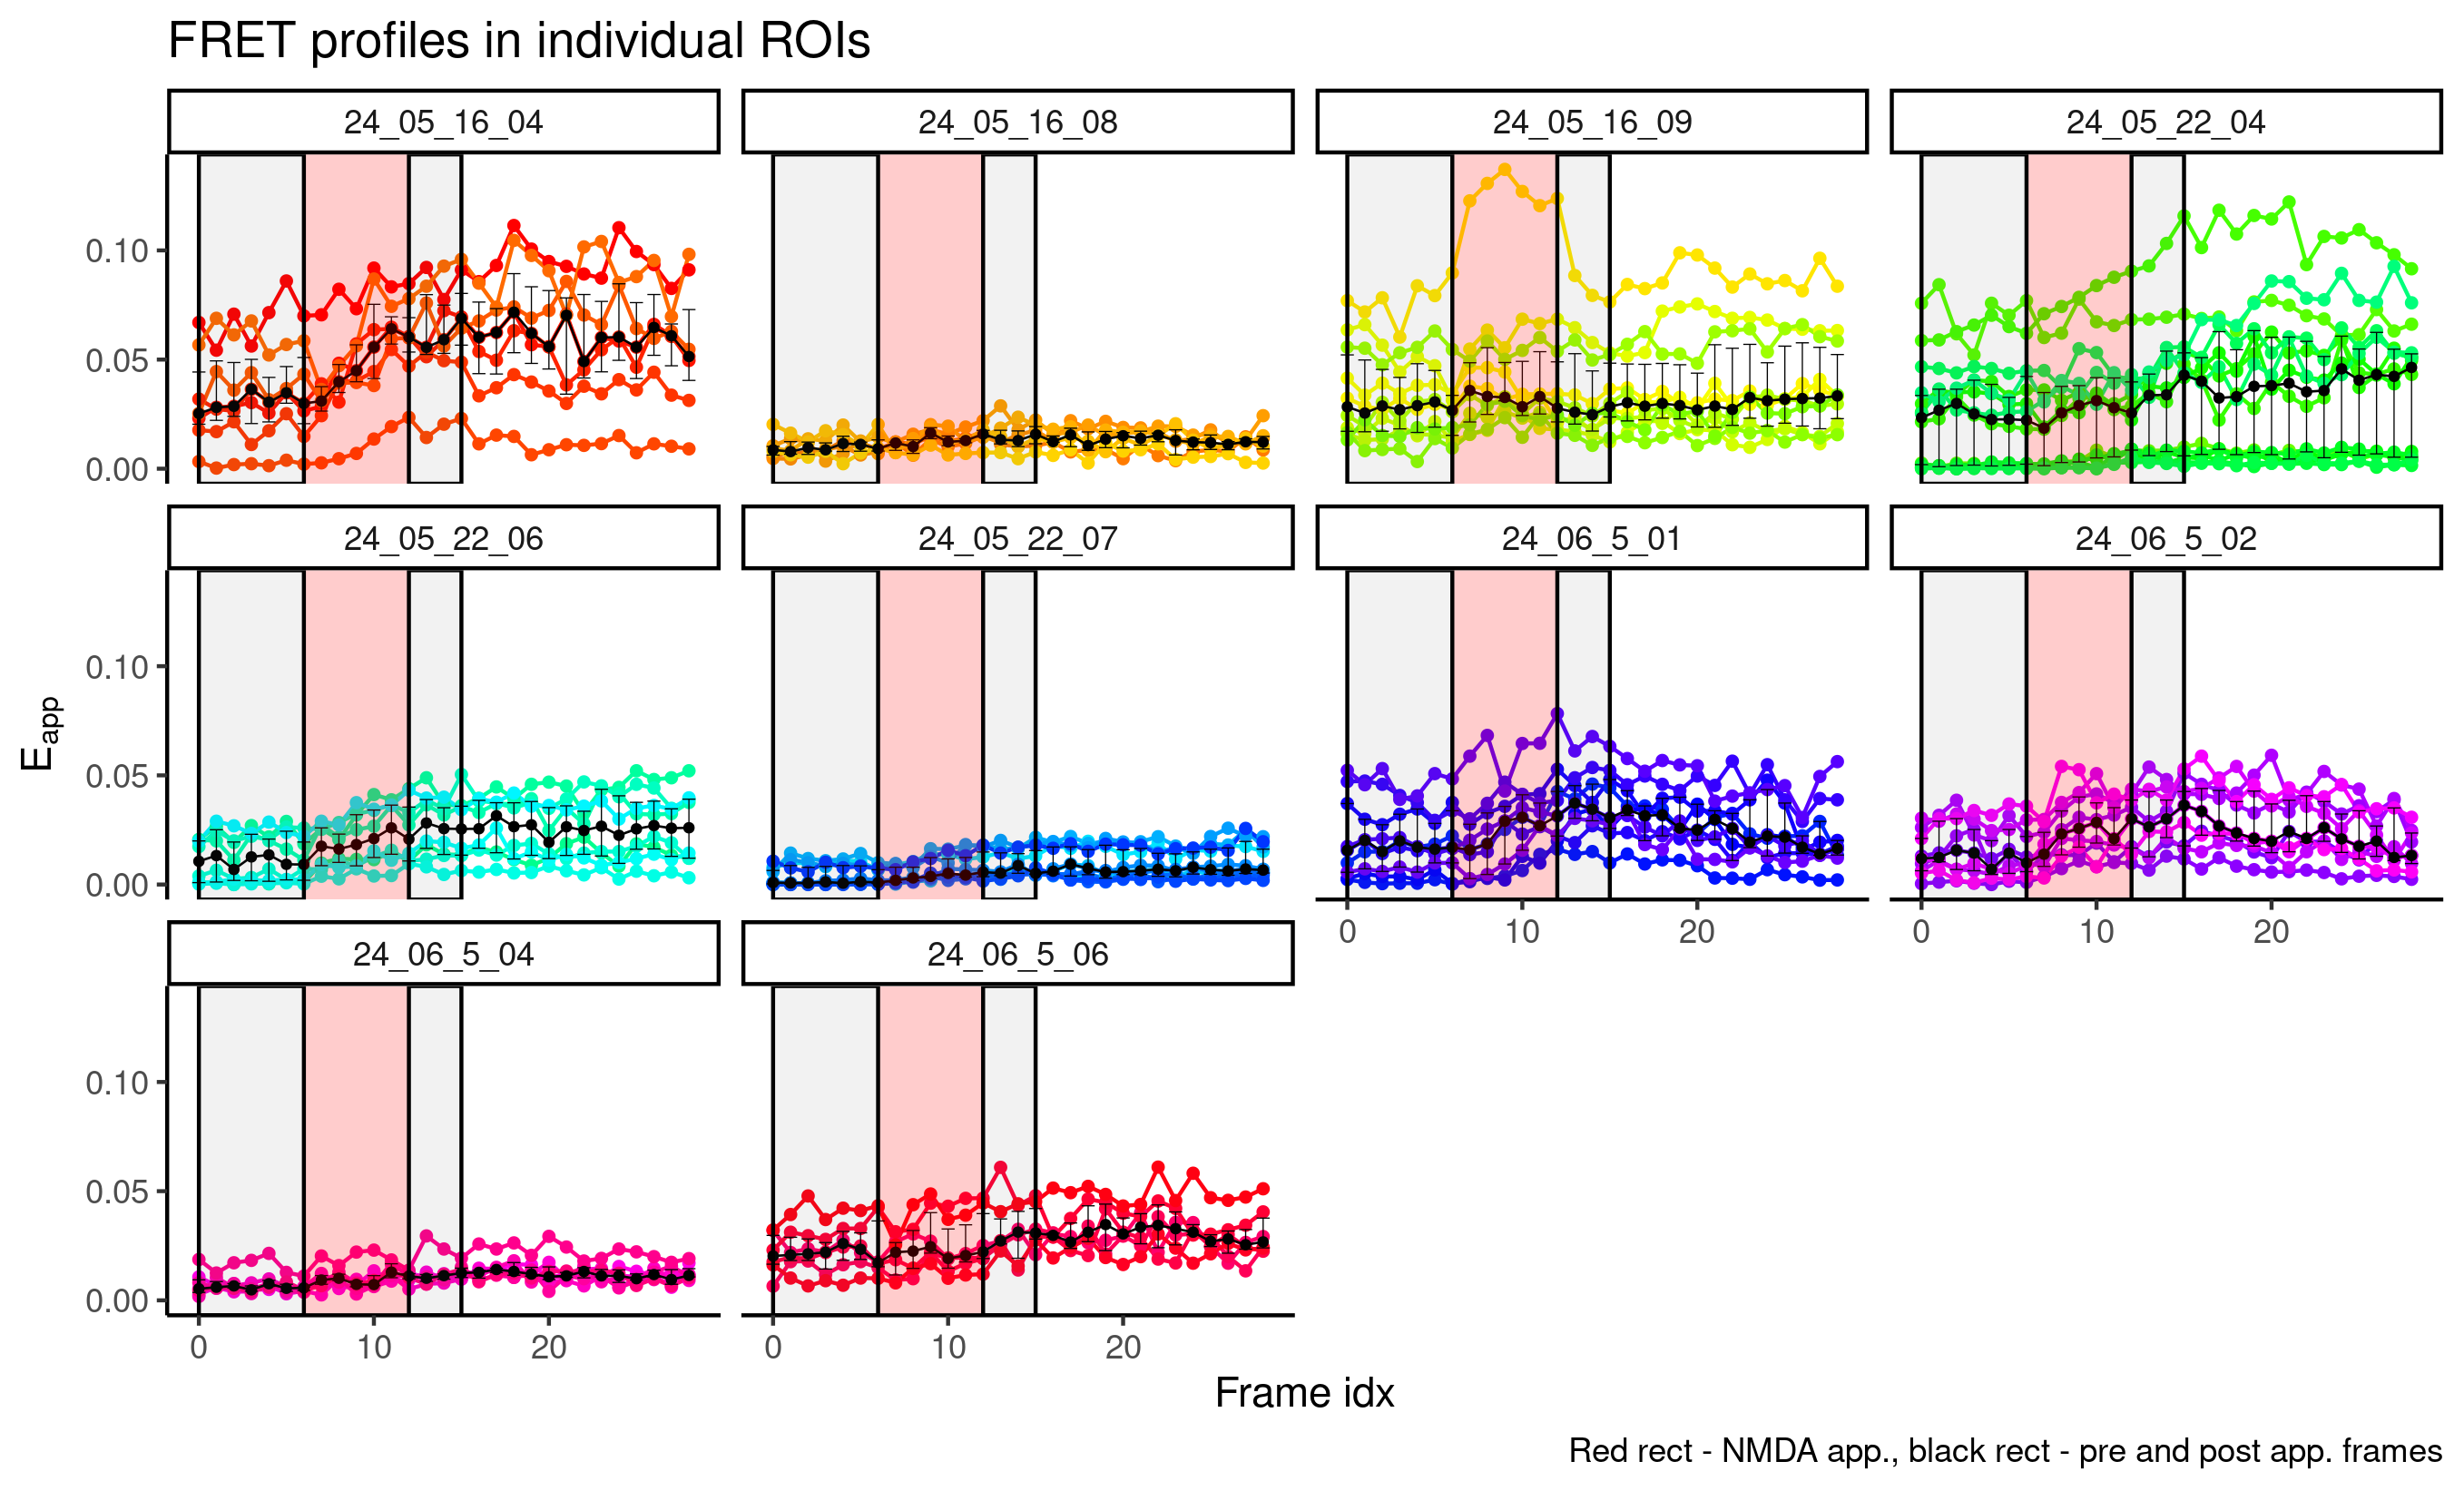 FRET profiles in individual ROIs
24_05_16_04
24_05_16_08
24_05_16_09
24_05_22_04
0.10
0.05
0.00
24_05_22_06
24_05_22_07
24_06_5_01
24_06_5_02
0.10
0.05
0.00
0 10 20
0 10 20
24_06_5_04
24_06_5_06
0.10
0.05
0.00
0 10 20
0 10 20
Eapp
Frame idx
Red rect - NMDA app., black rect - pre and post app. frames